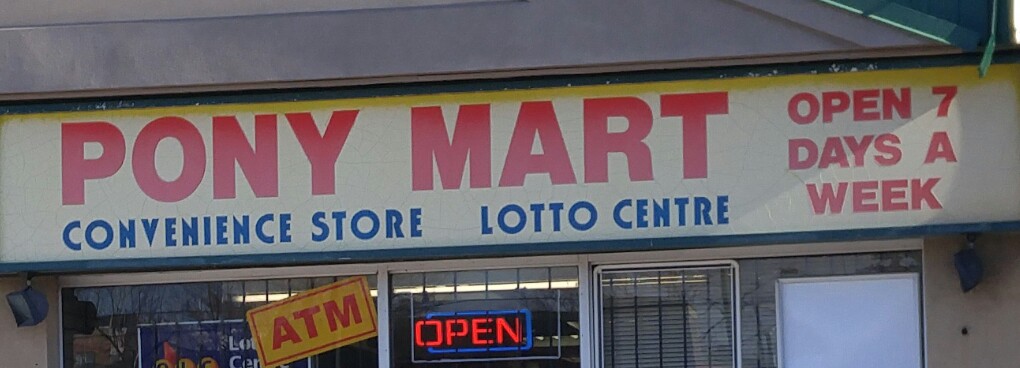 PONY MART
CONVENIENCE STORE LOTTO CENTRE
OPEN 7
DAYS A
WEEK
ATM
OPEN